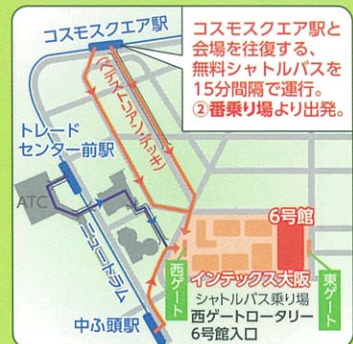 コスモスクエア駅
コスモスクエア駅と
会場を往復する、
無料シャトルバスを
15分間隔で運行。
②番乗り場より出発。
(ペデストリアン・デッキ)
トレード
センター前駅
ATC
ニュートラム
6号館
西ゲート
インテックス大阪
東ゲート
シャトルバス乗り場
西ゲートロータリー
6号館入口
中ふ頭駅